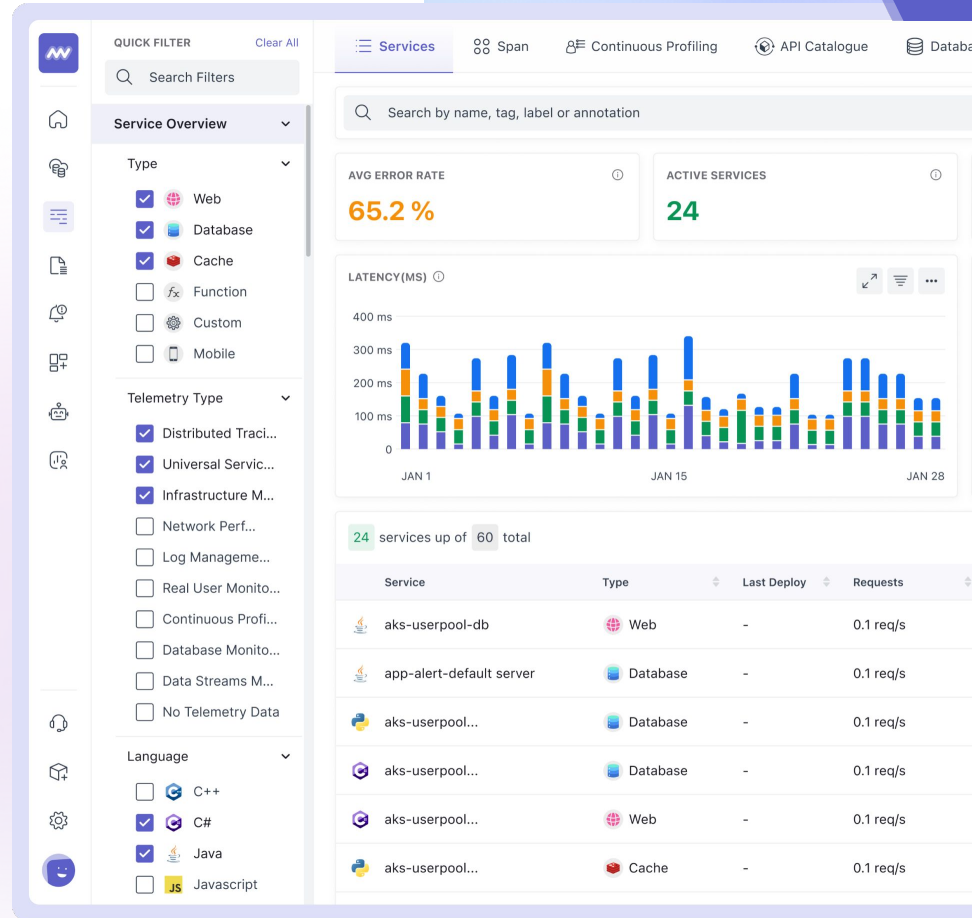 QUICK FILTER
Clear All
Search Filters
Service Overview
Type
Web
Database
Cache
fx Function
Custom
Mobile
Telemetry Type
Distributed Traci...
Universal Servic...
Infrastructure M...
Network Perf...
Log Manageme...
Real User Monito...
Continuous Profi...
Database Monito...
Data Streams M...
No Telemetry Data
Language
C++
C#
Java
JS Javascript
Services
Span
Continuous Profiling
API Catalogue
Databa
Search by name, tag, label or annotation
AVG ERROR RATE
65.2 %
ACTIVE SERVICES
24
LATENCY(MS)
400 ms
300 ms
200 ms
100 ms
0
JAN 1
JAN 15
JAN 28
24 services up of 60 total
Service Type Last Deploy Requests
aks-userpool-db Web - 0.1 req/s
app-alert-default server Database - 0.1 req/s
aks-userpool... Database - 0.1 req/s
aks-userpool... Database - 0.1 req/s
aks-userpool... Web - 0.1 req/s
aks-userpool... Cache - 0.1 req/s